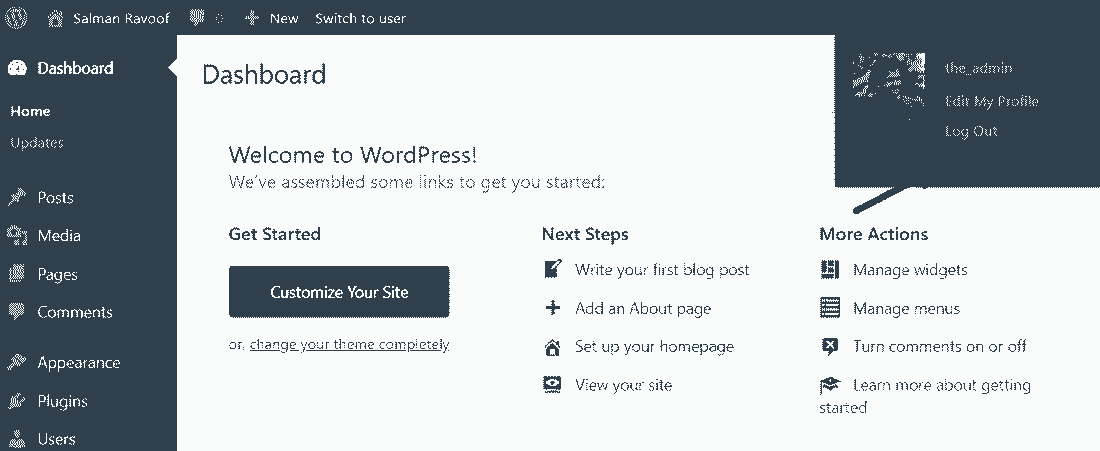 Salman Ravoof 0 New Switch to user
Dashboard
Home
Updates
Posts
Media
Pages
Comments
Appearance
Plugins
Users
Dashboard
the_admin
Edit My Profile
Log Out
Welcome to WordPress!
We've assembled some links to get you started:
Get Started
Customize Your Site
or, change your theme completely
Next Steps
Write your first blog post
Add an About page
Set up your homepage
View your site
More Actions
Manage widgets
Manage menus
Turn comments on or off
Learn more about getting
started